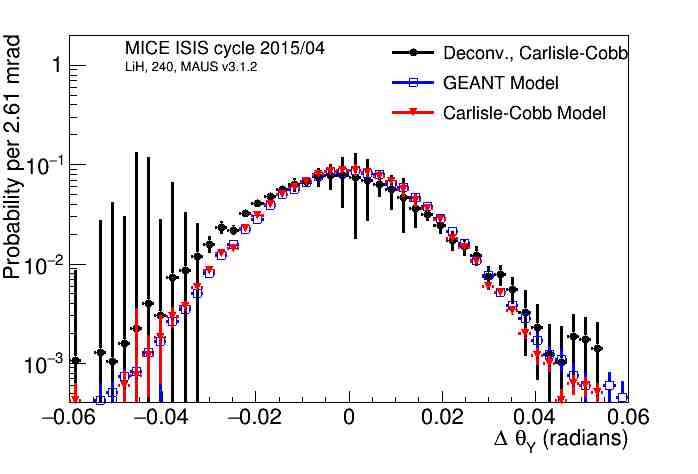 MICE ISIS cycle 2015/04
LiH, 240, MAUS v3.1.2
Deconv., Carlisle-Cobb
GEANT Model
Carlisle-Cobb Model
Probability per 2.61 mrad
1
10⁻¹
10⁻²
10⁻³
−0.06 −0.04 −0.02 0 0.02 0.04 0.06
Δ θ_Y (radians)